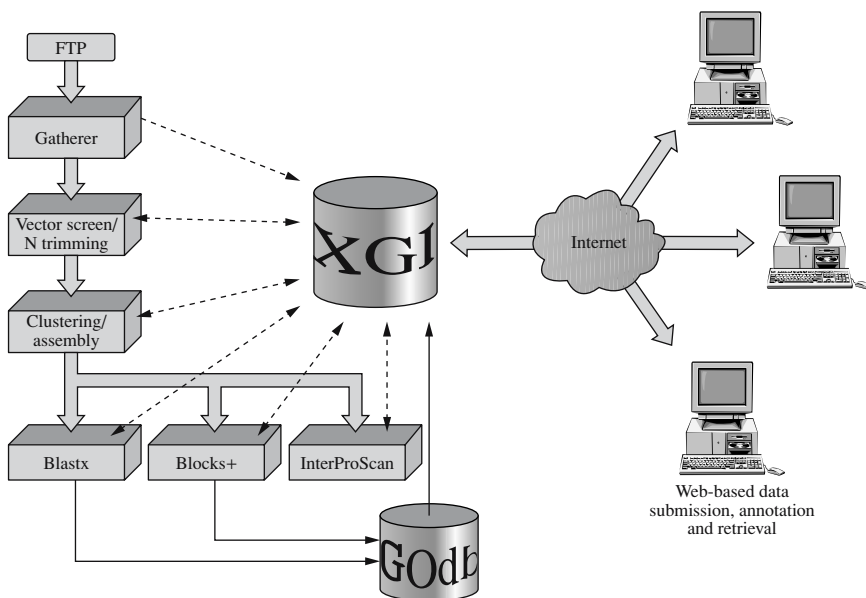 FTP
Gatherer
Vector screen/
N trimming
Clustering/
assembly
Blastx
Blocks+
InterProScan
XGI
GOdb
Internet
Web-based data
submission, annotation
and retrieval